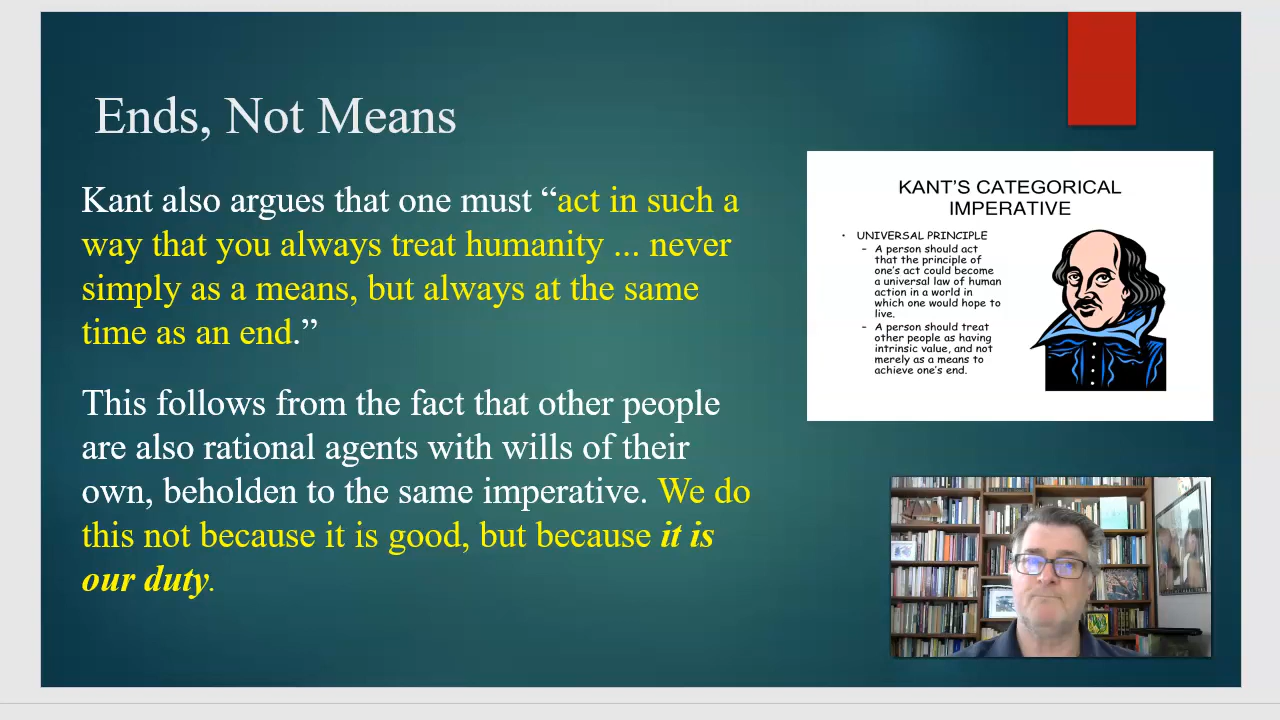 Ends, Not Means
Kant also argues that one must “act in such a
way that you always treat humanity ... never
simply as a means, but always at the same
time as an end.”
This follows from the fact that other people
are also rational agents with wills of their
own, beholden to the same imperative. We do
this not because it is good, but because it is
our duty.
KANT’S CATEGORICAL
IMPERATIVE
• UNIVERSAL PRINCIPLE
– A person should act
that the principle of
one’s act could become
a universal law of human
action in a world in
which one would hope to
live.
– A person should treat
other people as having
intrinsic value, and not
merely as a means to
achieve one’s end.